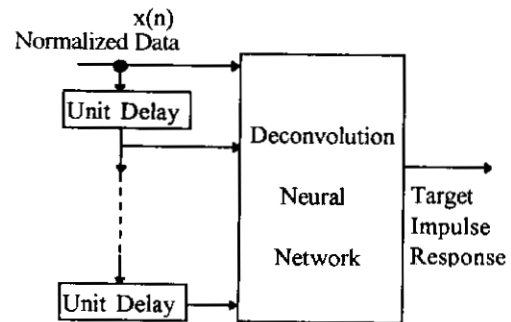 x(n)
Normalized Data
Unit Delay
Deconvolution
Neural
Network
Target
Impulse
Response
Unit Delay